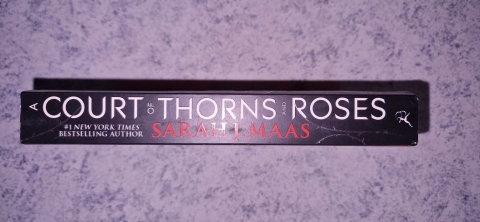 A COURT OF THORNS AND ROSES
#1 NEW YORK TIMES
BESTSELLING AUTHOR
SARAH J. MAAS